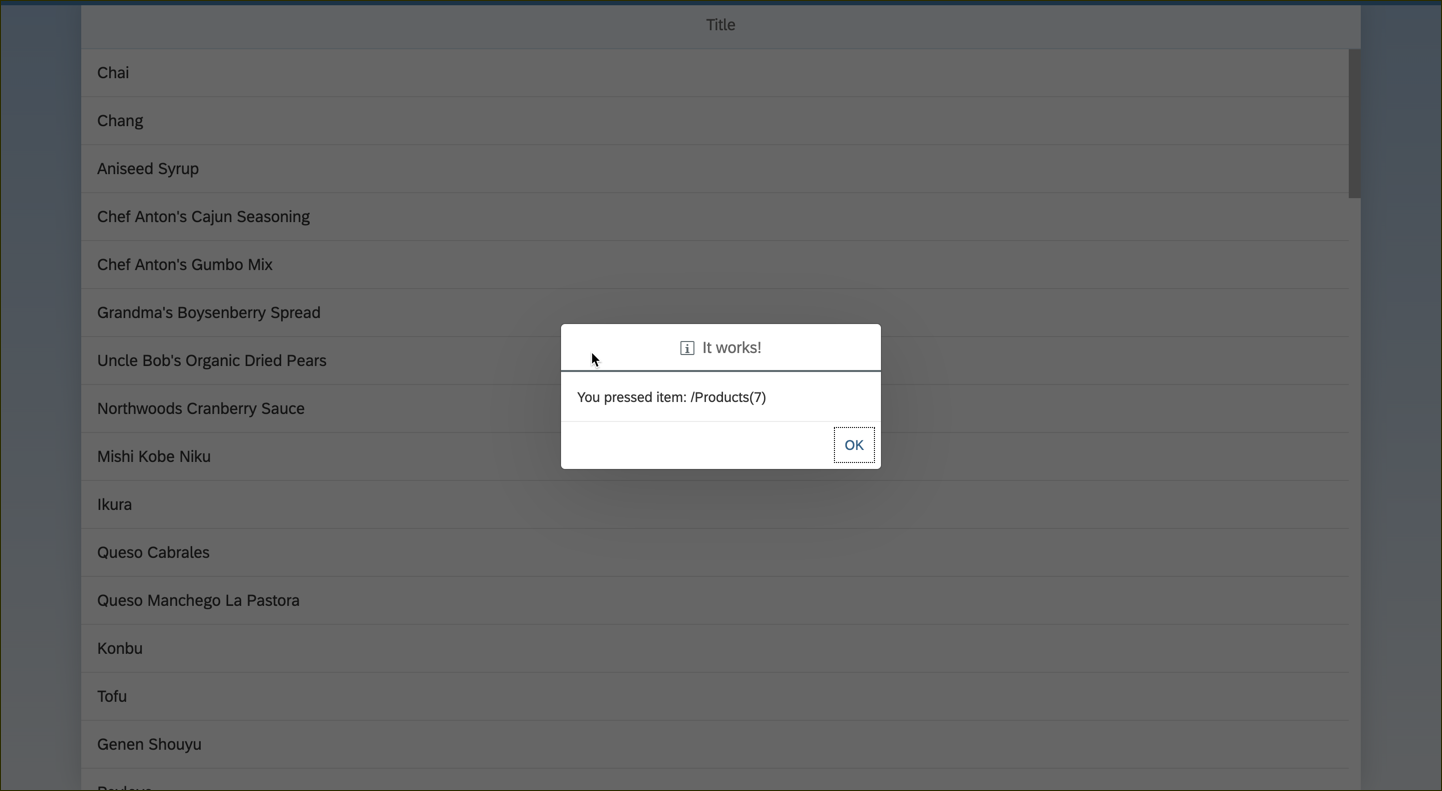 Title
Chai
Chang
Aniseed Syrup
Chef Anton's Cajun Seasoning
Chef Anton's Gumbo Mix
Grandma's Boysenberry Spread
Uncle Bob's Organic Dried Pears
Northwoods Cranberry Sauce
Mishi Kobe Niku
Ikura
Queso Cabrales
Queso Manchego La Pastora
Konbu
Tofu
Genen Shouyu
It works!
You pressed item: /Products(7)
OK